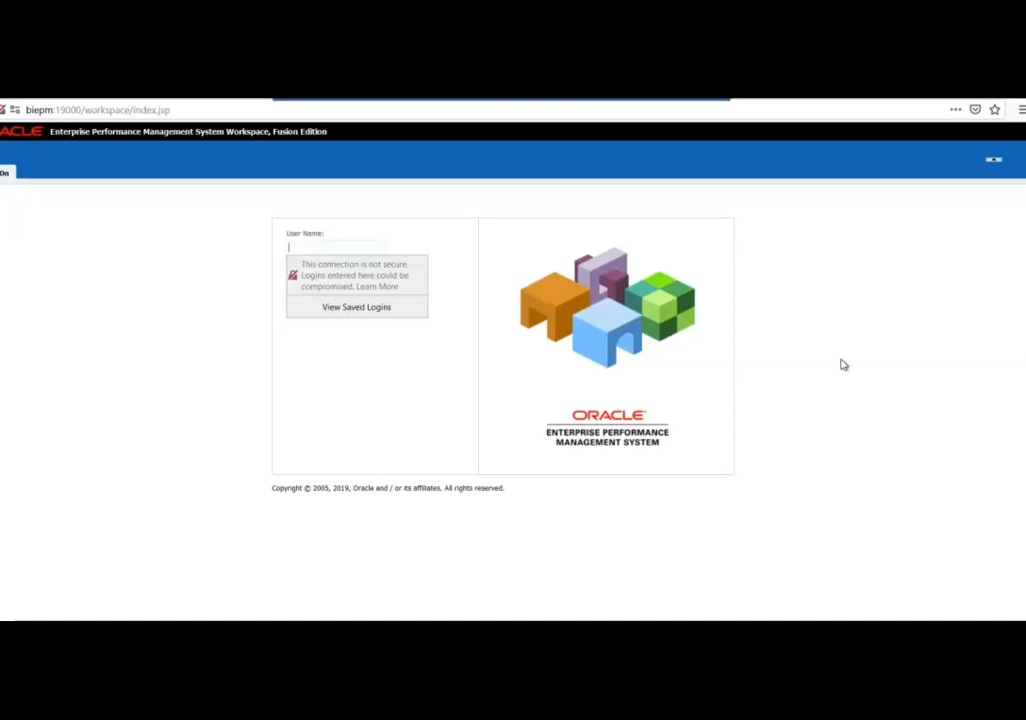 biepm:19000/workspace/index.jsp
ACLE Enterprise Performance Management System Workspace, Fusion Edition
On
User Name:
This connection is not secure.
Logins entered here could be
compromised. Learn More
View Saved Logins
ORACLE
ENTERPRISE PERFORMANCE
MANAGEMENT SYSTEM
Copyright © 2005, 2019, Oracle and / or its affiliates. All rights reserved.